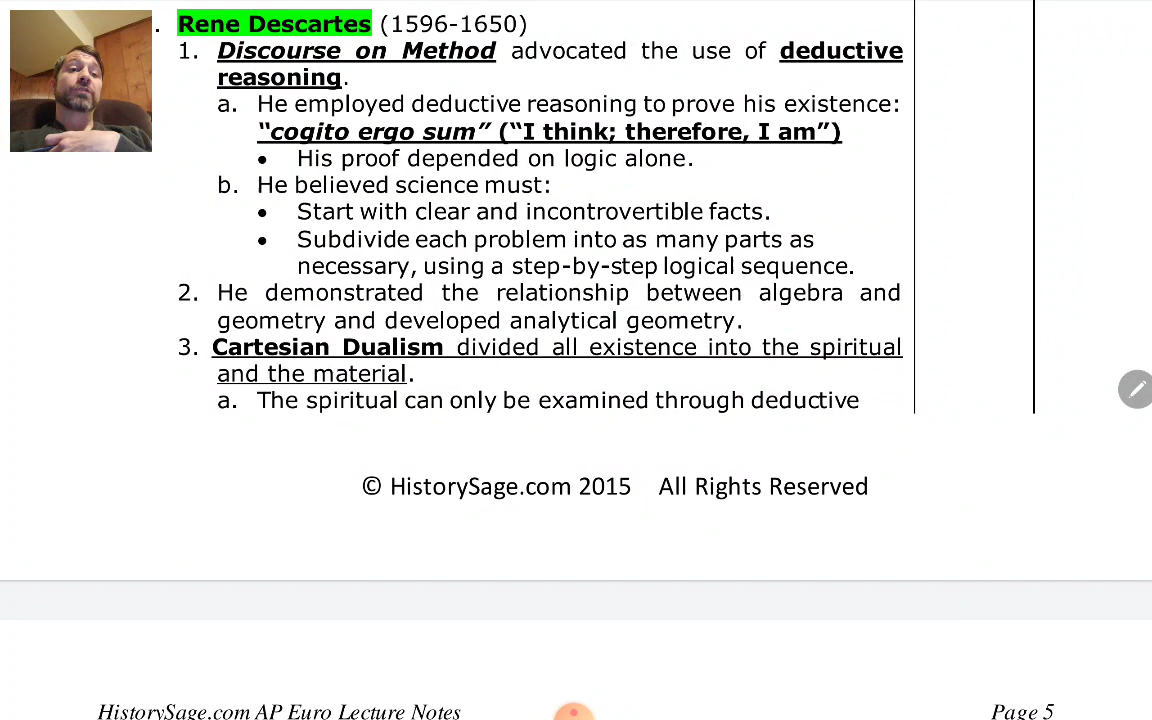 . Rene Descartes (1596-1650)
1. Discourse on Method advocated the use of deductive
reasoning.
a. He employed deductive reasoning to prove his existence:
“cogito ergo sum” (“I think; therefore, I am”)
• His proof depended on logic alone.
b. He believed science must:
• Start with clear and incontrovertible facts.
• Subdivide each problem into as many parts as
necessary, using a step-by-step logical sequence.
2. He demonstrated the relationship between algebra and
geometry and developed analytical geometry.
3. Cartesian Dualism divided all existence into the spiritual
and the material.
a. The spiritual can only be examined through deductive
© HistorySage.com 2015 All Rights Reserved
HistorySage.com AP Euro Lecture Notes Page 5